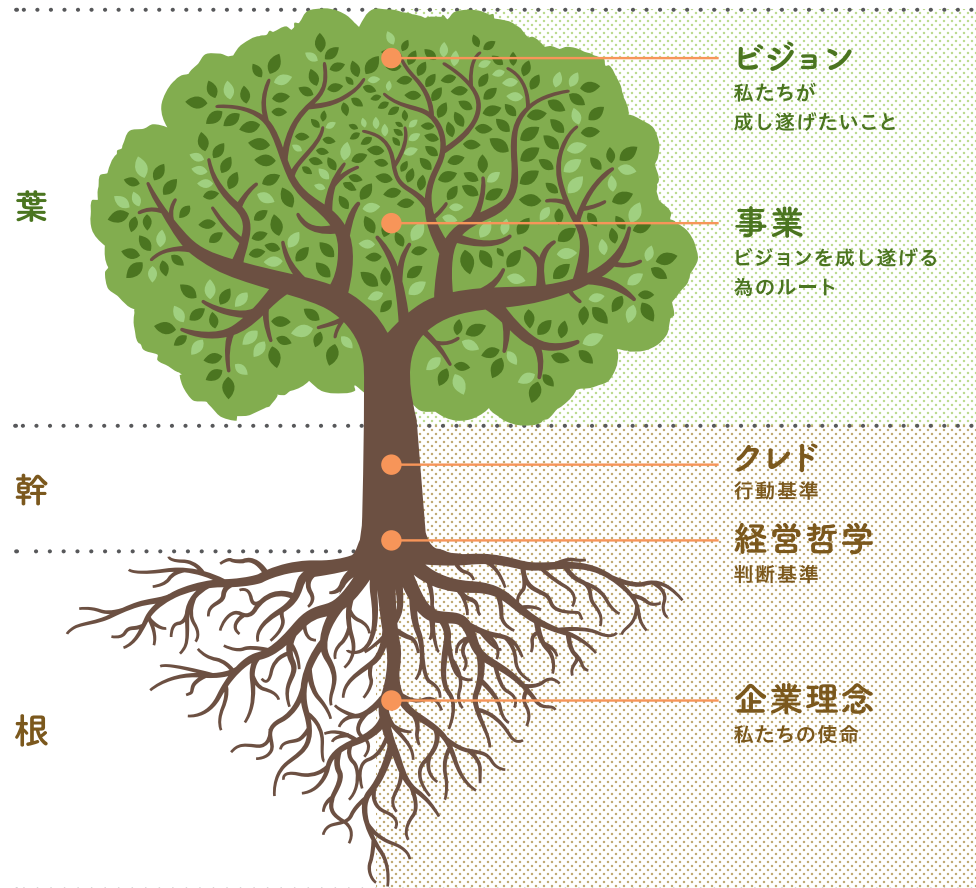 葉
ビジョン
私たちが
成し遂げたいこと
事業
ビジョンを成し遂げる
為のルート
幹
クレド
行動基準
経営哲学
判断基準
根
企業理念
私たちの使命